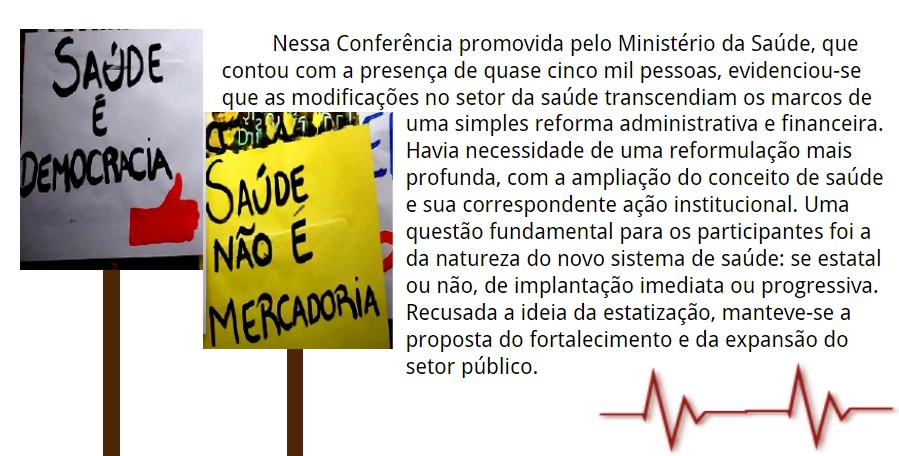 SAÚDE
É
DEMOCRACIA
SAÚDE
NÃO É
MERCADORIA
Nessa Conferência promovida pelo Ministério da Saúde, que
contou com a presença de quase cinco mil pessoas, evidenciou-se
que as modificações no setor da saúde transcendiam os marcos de
uma simples reforma administrativa e financeira.
Havia necessidade de uma reformulação mais
profunda, com a ampliação do conceito de saúde
e sua correspondente ação institucional. Uma
questão fundamental para os participantes foi a
da natureza do novo sistema de saúde: se estatal
ou não, de implantação imediata ou progressiva.
Recusada a ideia da estatização, manteve-se a
proposta do fortalecimento e da expansão do
setor público.